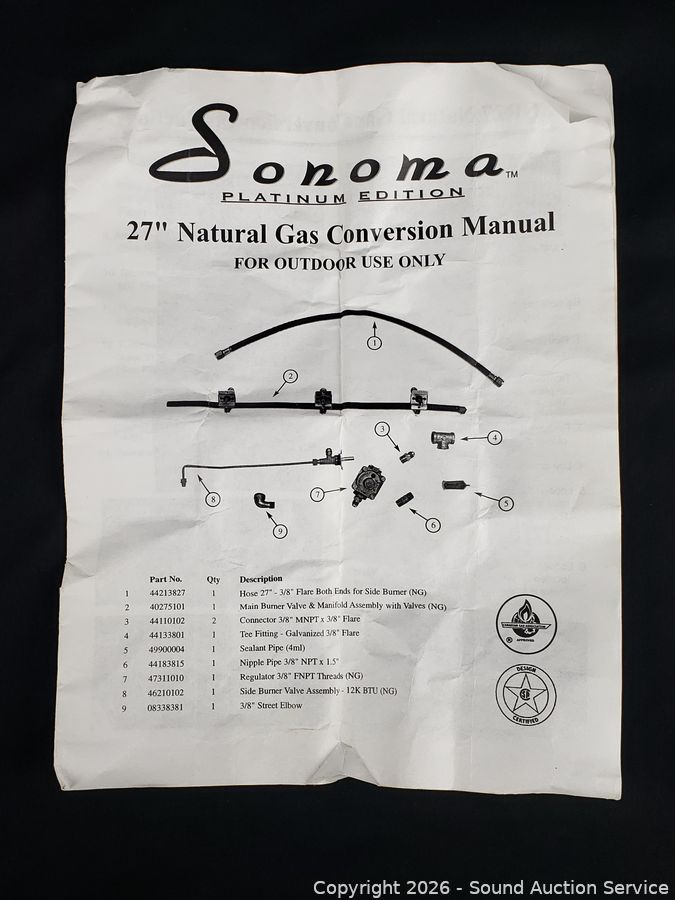 Sonoma™
PLATINUM EDITION
27" Natural Gas Conversion Manual
FOR OUTDOOR USE ONLY
1
2
3
4
5
6
7
8
9
Part No. Qty Description
1 44213827 1 Hose 27" - 3/8" Flare Both Ends for Side Burner (NG)
2 40275101 1 Main Burner Valve & Manifold Assembly with Valves (NG)
3 44110102 2 Connector 3/8" MNPT x 3/8" Flare
4 44133801 1 Tee Fitting - Galvanized 3/8" Flare
5 49900004 1 Sealant Pipe (4ml)
6 44183815 1 Nipple Pipe 3/8" NPT x 1.5"
7 47311010 1 Regulator 3/8" FNPT Threads (NG)
8 46210102 1 Side Burner Valve Assembly - 12K BTU (NG)
9 08338381 1 3/8" Street Elbow
APPROVED
DESIGN
CERTIFIED
Copyright 2026 - Sound Auction Service